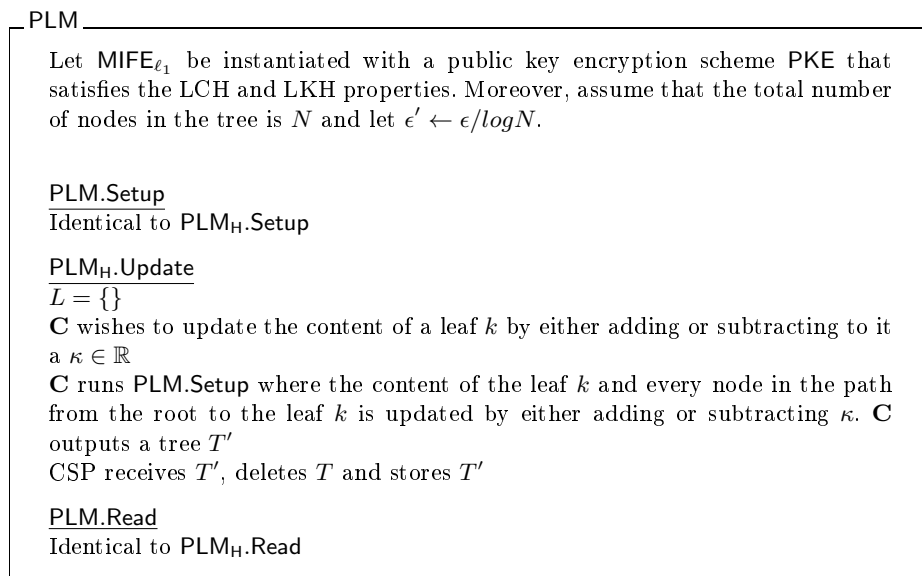 PLM
Let MIFEℓ₁ be instantiated with a public key encryption scheme PKE that
satisfies the LCH and LKH properties. Moreover, assume that the total number
of nodes in the tree is N and let ϵ′ ← ϵ/logN.
PLM.Setup
Identical to PLM_H.Setup
PLM_H.Update
L = {}
C wishes to update the content of a leaf k by either adding or subtracting to it
a κ ∈ ℝ
C runs PLM.Setup where the content of the leaf k and every node in the path
from the root to the leaf k is updated by either adding or subtracting κ. C
outputs a tree T′
CSP receives T′, deletes T and stores T′
PLM.Read
Identical to PLM_H.Read